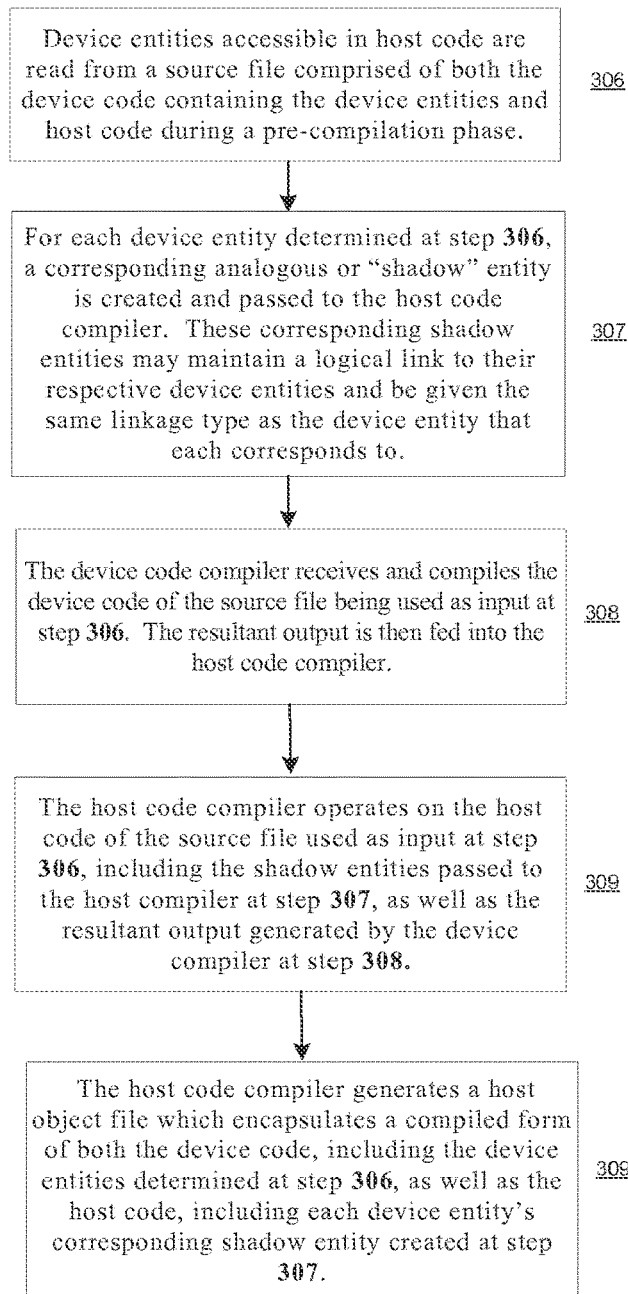 Device entities accessible in host code are
read from a source file comprised of both the
device code containing the device entities and
host code during a pre-compilation phase.
306
For each device entity determined at step 306,
a corresponding analogous or “shadow” entity
is created and passed to the host code
compiler. These corresponding shadow
entities may maintain a logical link to their
respective device entities and be given the
same linkage type as the device entity that
each corresponds to.
307
The device code compiler receives and compiles the
device code of the source file being used as input at
step 306. The resultant output is then fed into the
host code compiler.
308
The host code compiler operates on the host
code of the source file used as input at step
306, including the shadow entities passed to
the host compiler at step 307, as well as the
resultant output generated by the device
compiler at step 308.
309
The host code compiler generates a host
object file which encapsulates a compiled form
of both the device code, including the device
entities determined at step 306, as well as the
host code, including each device entity’s
corresponding shadow entity created at step
307.
309